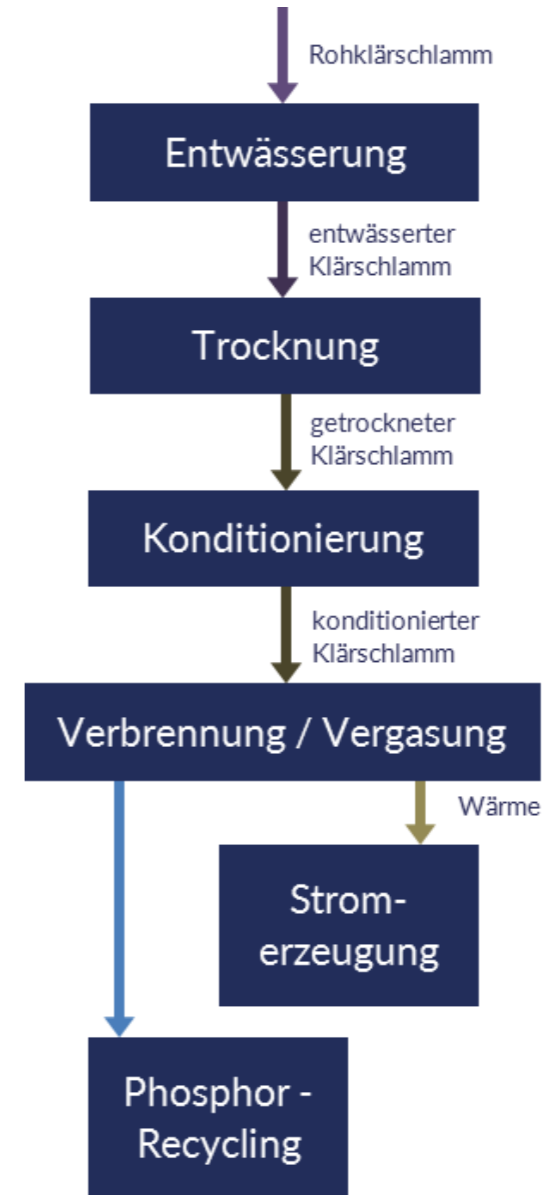 Rohklärschlamm
Entwässerung
entwässerter
Klärschlamm
Trocknung
getrockneter
Klärschlamm
Konditionierung
konditionierter
Klärschlamm
Verbrennung / Vergasung
Wärme
Strom-
erzeugung
Phosphor -
Recycling